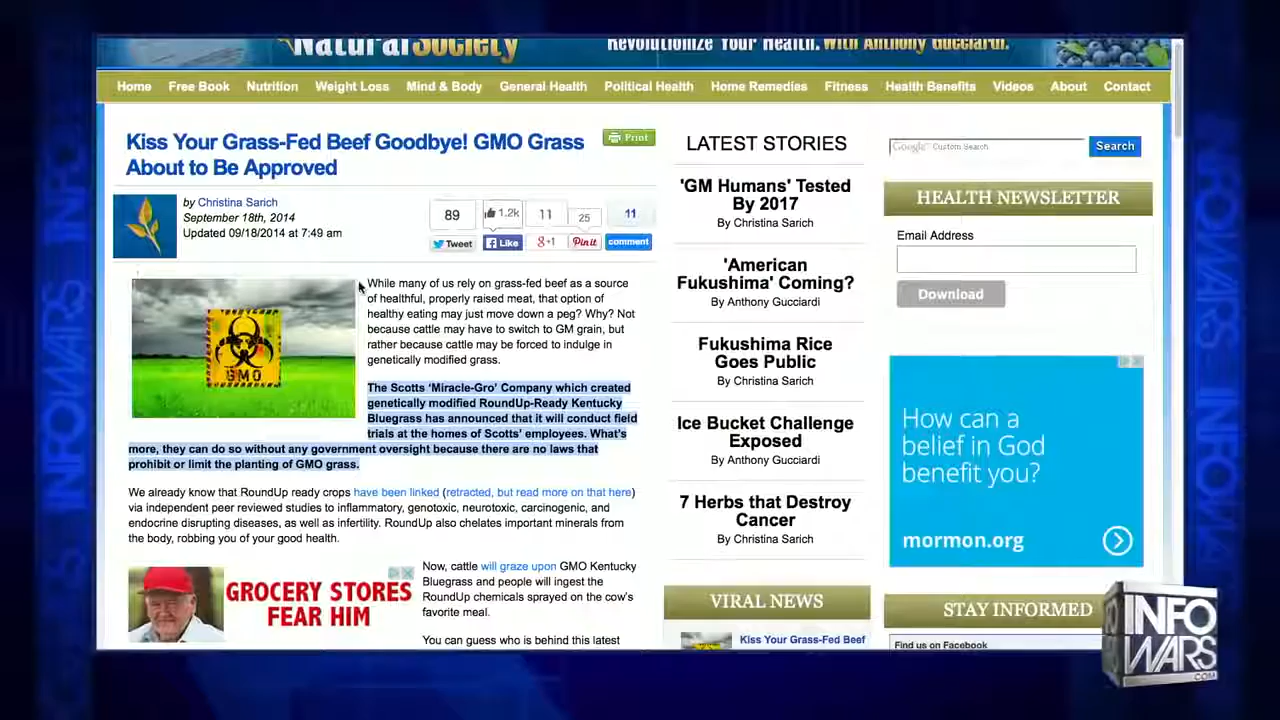 NaturalSociety
Revolutionize Your Health. With Anthony Gucciardi.
Home Free Book Nutrition Weight Loss Mind & Body General Health Political Health Home Remedies Fitness Health Benefits Videos About Contact
Kiss Your Grass-Fed Beef Goodbye! GMO Grass
About to Be Approved
Print
by Christina Sarich
September 18th, 2014
Updated 09/18/2014 at 7:49 am
89
1.2k
11
25
11
Tweet
Like
g+1
Pin it
comment
GMO
While many of us rely on grass-fed beef as a source
of healthful, properly raised meat, that option of
healthy eating may just move down a peg? Why? Not
because cattle may have to switch to GM grain, but
rather because cattle may be forced to indulge in
genetically modified grass.
The Scotts ‘Miracle-Gro’ Company which created
genetically modified RoundUp-Ready Kentucky
Bluegrass has announced that it will conduct field
trials at the homes of Scotts’ employees. What’s
more, they can do so without any government oversight because there are no laws that
prohibit or limit the planting of GMO grass.
We already know that RoundUp ready crops have been linked (retracted, but read more on that here)
via independent peer reviewed studies to inflammatory, genotoxic, neurotoxic, carcinogenic, and
endocrine disrupting diseases, as well as infertility. RoundUp also chelates important minerals from
the body, robbing you of your good health.
GROCERY STORES
FEAR HIM
Now, cattle will graze upon GMO Kentucky
Bluegrass and people will ingest the
RoundUp chemicals sprayed on the cow’s
favorite meal.
You can guess who is behind this latest
LATEST STORIES
'GM Humans' Tested
By 2017
By Christina Sarich
'American
Fukushima' Coming?
By Anthony Gucciardi
Fukushima Rice
Goes Public
By Christina Sarich
Ice Bucket Challenge
Exposed
By Anthony Gucciardi
7 Herbs that Destroy
Cancer
By Christina Sarich
VIRAL NEWS
Kiss Your Grass-Fed Beef
Google Custom Search
Search
HEALTH NEWSLETTER
Email Address
Download
How can a
belief in God
benefit you?
mormon.org
STAY INFORMED
Find us on Facebook
INFO
WARS
.COM
INFOWARS
INFOWARS